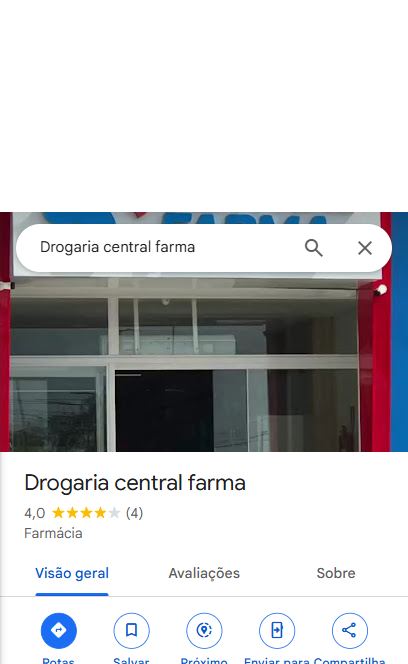 FARMA
Drogaria central farma
Drogaria central farma
4,0 (4)
Farmácia
Visão geral Avaliações Sobre
Rotas Salvar Próximo Enviar para Compartilha